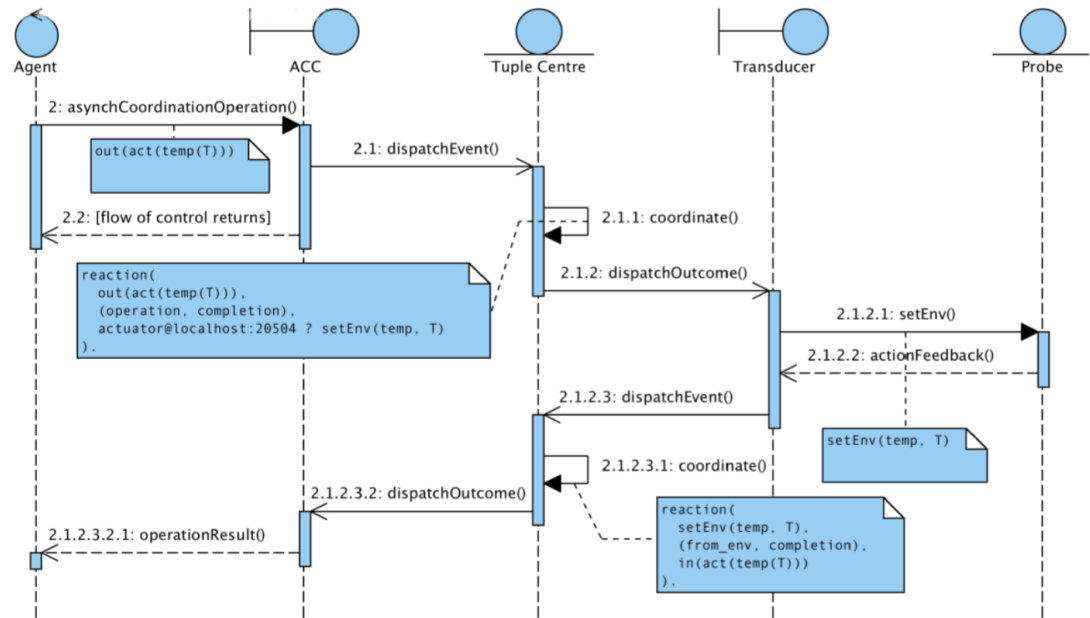 Agent
ACC
Tuple Centre
Transducer
Probe
2: asynchCoordinationOperation()
out(act(temp(T)))
2.1: dispatchEvent()
2.2: [flow of control returns]
2.1.1: coordinate()
reaction(
out(act(temp(T))),
(operation, completion),
actuator@localhost:20504 ? setEnv(temp, T)
).
2.1.2: dispatchOutcome()
2.1.2.1: setEnv()
2.1.2.2: actionFeedback()
2.1.2.3: dispatchEvent()
setEnv(temp, T)
2.1.2.3.1: coordinate()
2.1.2.3.2: dispatchOutcome()
reaction(
setEnv(temp, T),
(from_env, completion),
in(act(temp(T)))
).
2.1.2.3.2.1: operationResult()